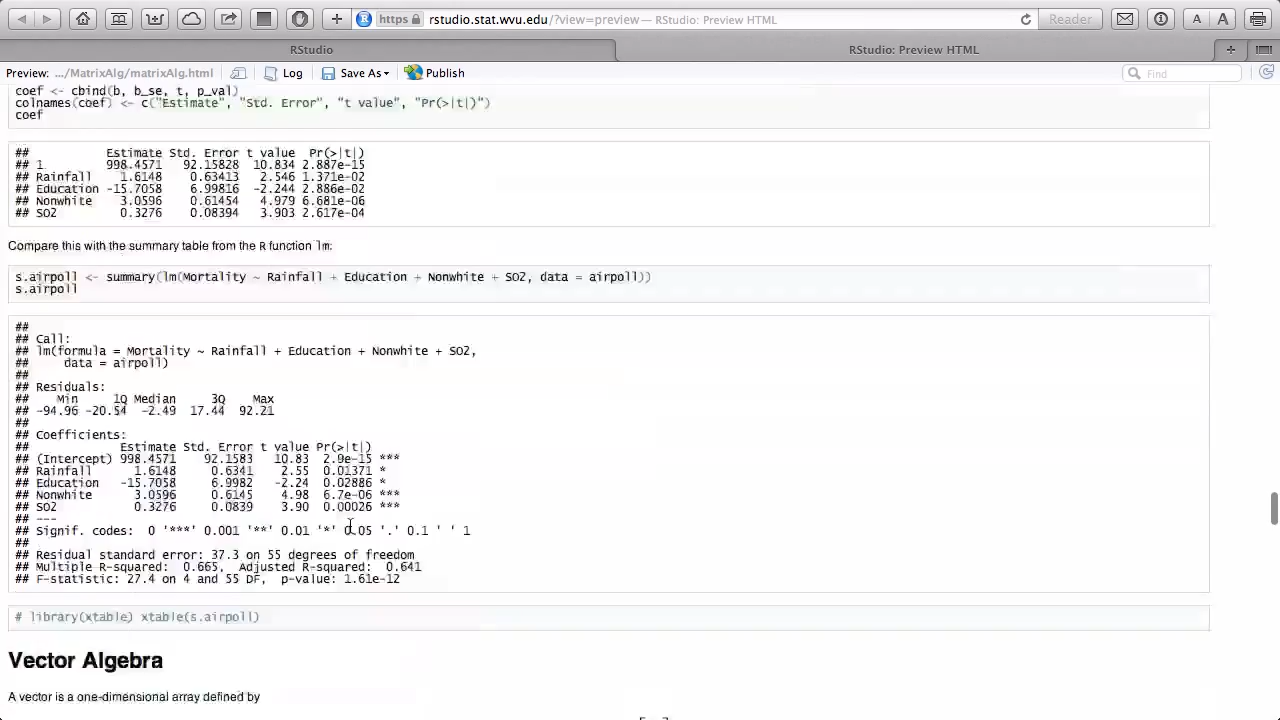 https rstudio.stat.wvu.edu/?view=preview — RStudio: Preview HTML Reader A A
RStudio RStudio: Preview HTML
Preview: .../MatrixAlg/matrixAlg.html Log Save As Publish Find
coef <- cbind(b, b_se, t, p_val)
colnames(coef) <- c("Estimate", "Std. Error", "t value", "Pr(>|t|)")
coef
## Estimate Std. Error t value Pr(>|t|)
## 1 998.4571 92.15828 10.834 2.887e-15
## Rainfall 1.6148 0.63413 2.546 1.371e-02
## Education -15.7058 6.99816 -2.244 2.886e-02
## Nonwhite 3.0596 0.61454 4.979 6.681e-06
## SO2 0.3276 0.08394 3.903 2.617e-04
Compare this with the summary table from the R function lm:
s.airpoll <- summary(lm(Mortality ~ Rainfall + Education + Nonwhite + SO2, data = airpoll))
s.airpoll
##
## Call:
## lm(formula = Mortality ~ Rainfall + Education + Nonwhite + SO2,
## data = airpoll)
##
## Residuals:
## Min 1Q Median 3Q Max
## -94.96 -20.54 -2.49 17.44 92.21
##
## Coefficients:
## Estimate Std. Error t value Pr(>|t|)
## (Intercept) 998.4571 92.1583 10.83 2.9e-15 ***
## Rainfall 1.6148 0.6341 2.55 0.01371 *
## Education -15.7058 6.9982 -2.24 0.02886 *
## Nonwhite 3.0596 0.6145 4.98 6.7e-06 ***
## SO2 0.3276 0.0839 3.90 0.00026 ***
## ---
## Signif. codes: 0 '***' 0.001 '**' 0.01 '*' 0.05 '.' 0.1 ' ' 1
##
## Residual standard error: 37.3 on 55 degrees of freedom
## Multiple R-squared: 0.665, Adjusted R-squared: 0.641
## F-statistic: 27.4 on 4 and 55 DF, p-value: 1.61e-12
# library(xtable) xtable(s.airpoll)
Vector Algebra
A vector is a one-dimensional array defined by